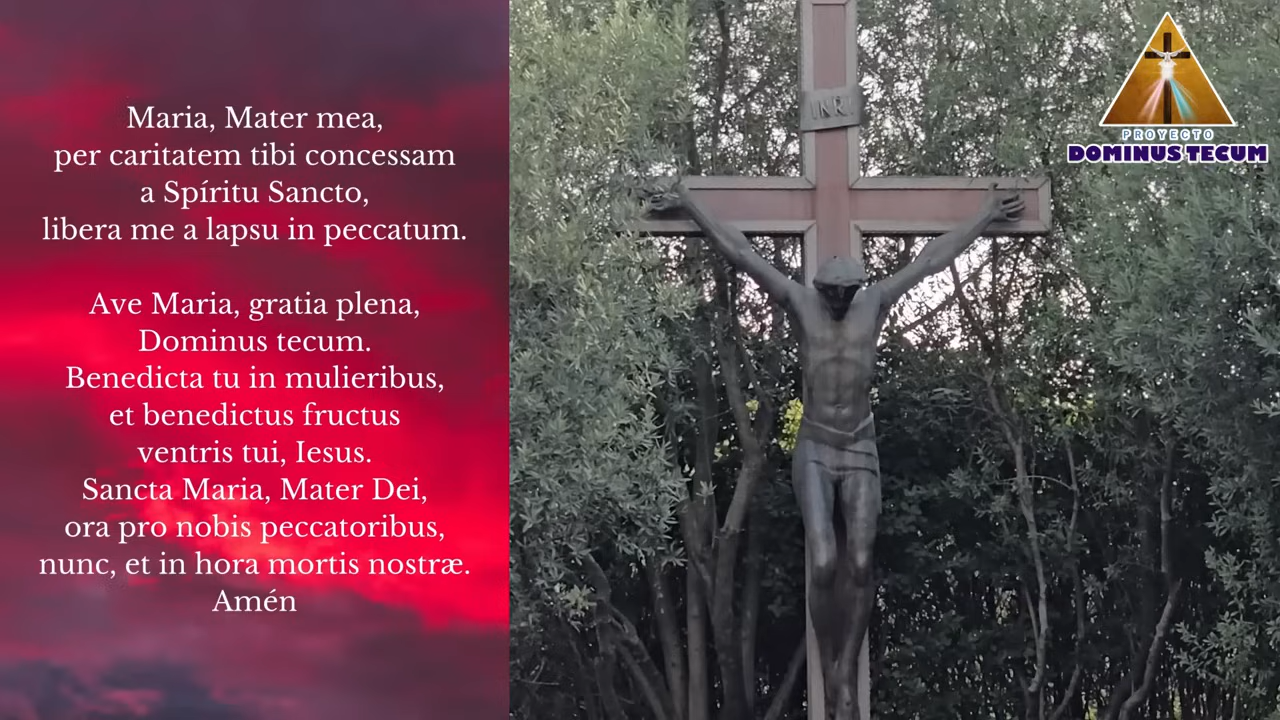 Maria, Mater mea,
per caritatem tibi concessam
a Spíritu Sancto,
libera me a lapsu in peccatum.
Ave Maria, gratia plena,
Dominus tecum.
Benedicta tu in mulieribus,
et benedictus fructus
ventris tui, Iesus.
Sancta Maria, Mater Dei,
ora pro nobis peccatoribus,
nunc, et in hora mortis nostræ.
Amén
INRI
PROYECTO
DOMINUS TECUM